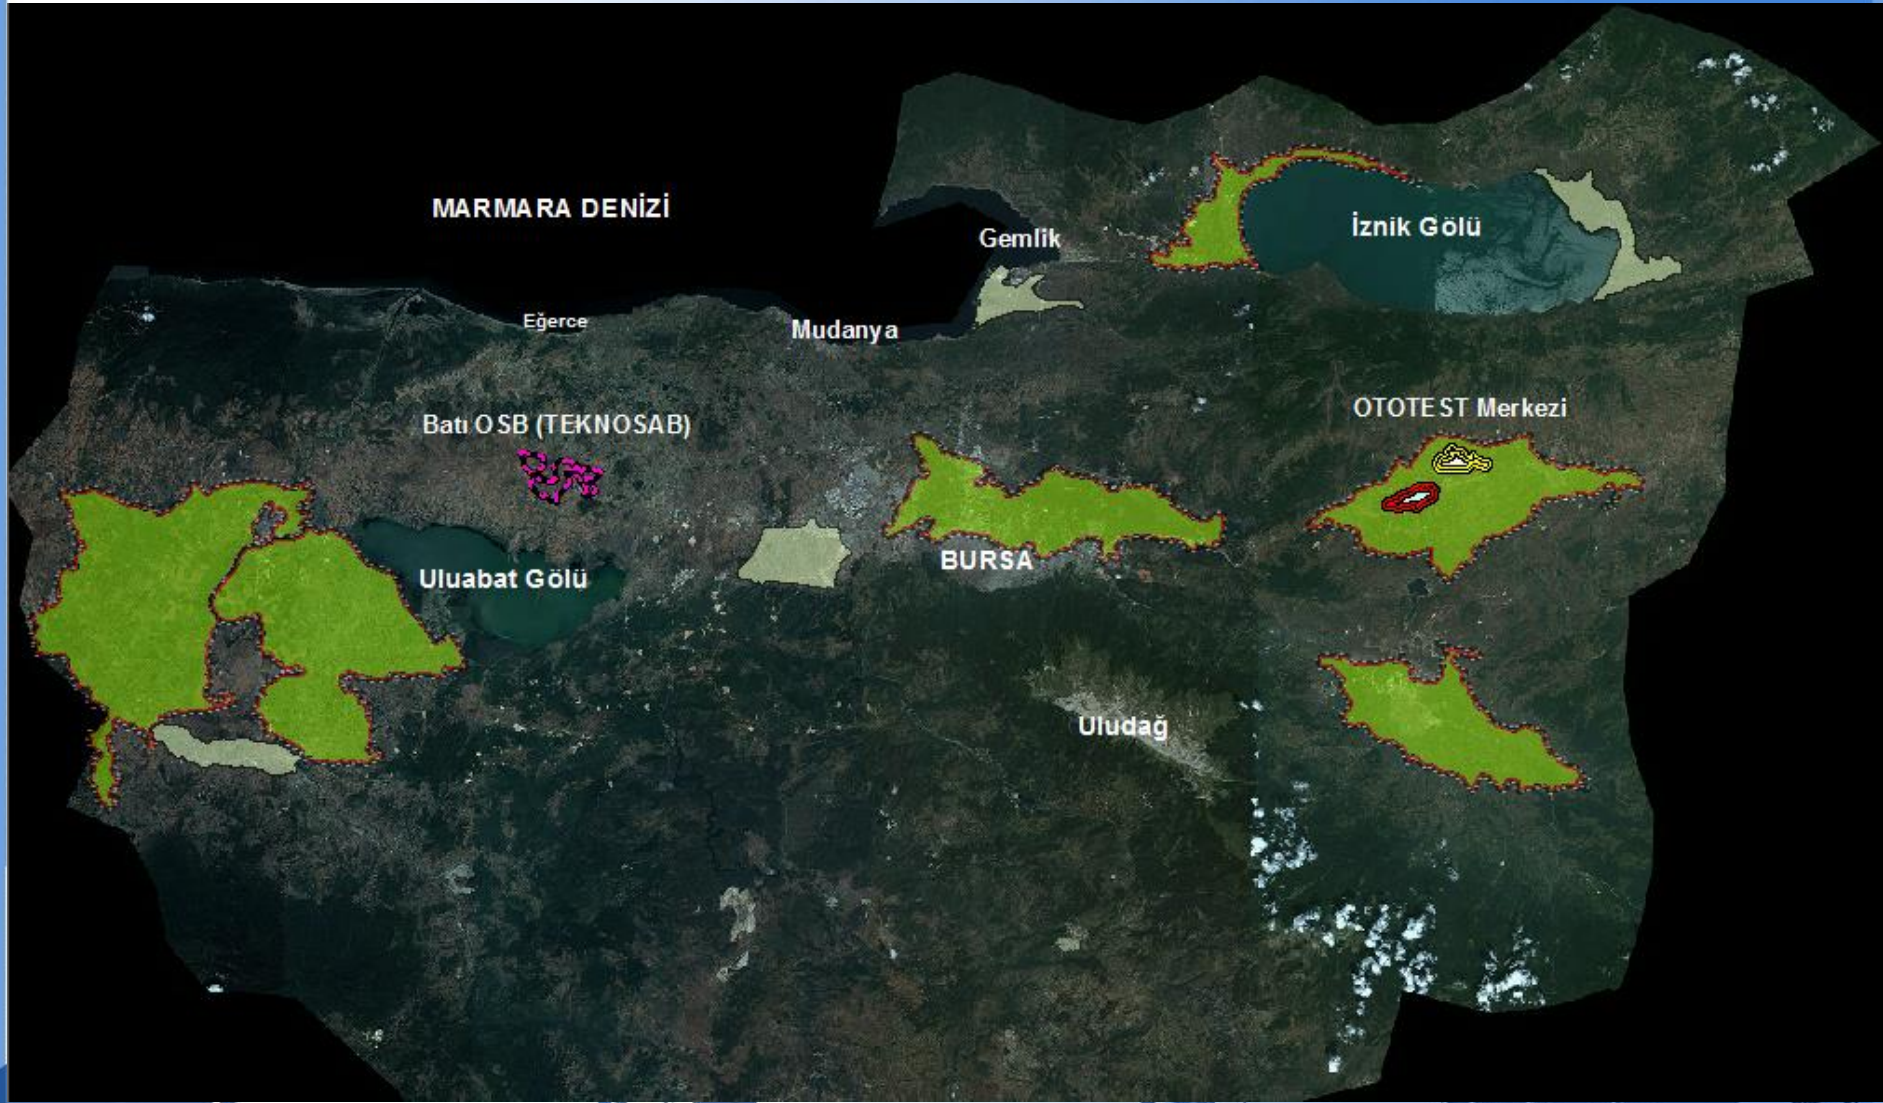 MARMARA DENİZİ
İznik Gölü
Gemlik
Eğerce
Mudanya
OTOTEST Merkezi
Batı OSB (TEKNOSAB)
BURSA
Uluabat Gölü
Uludağ